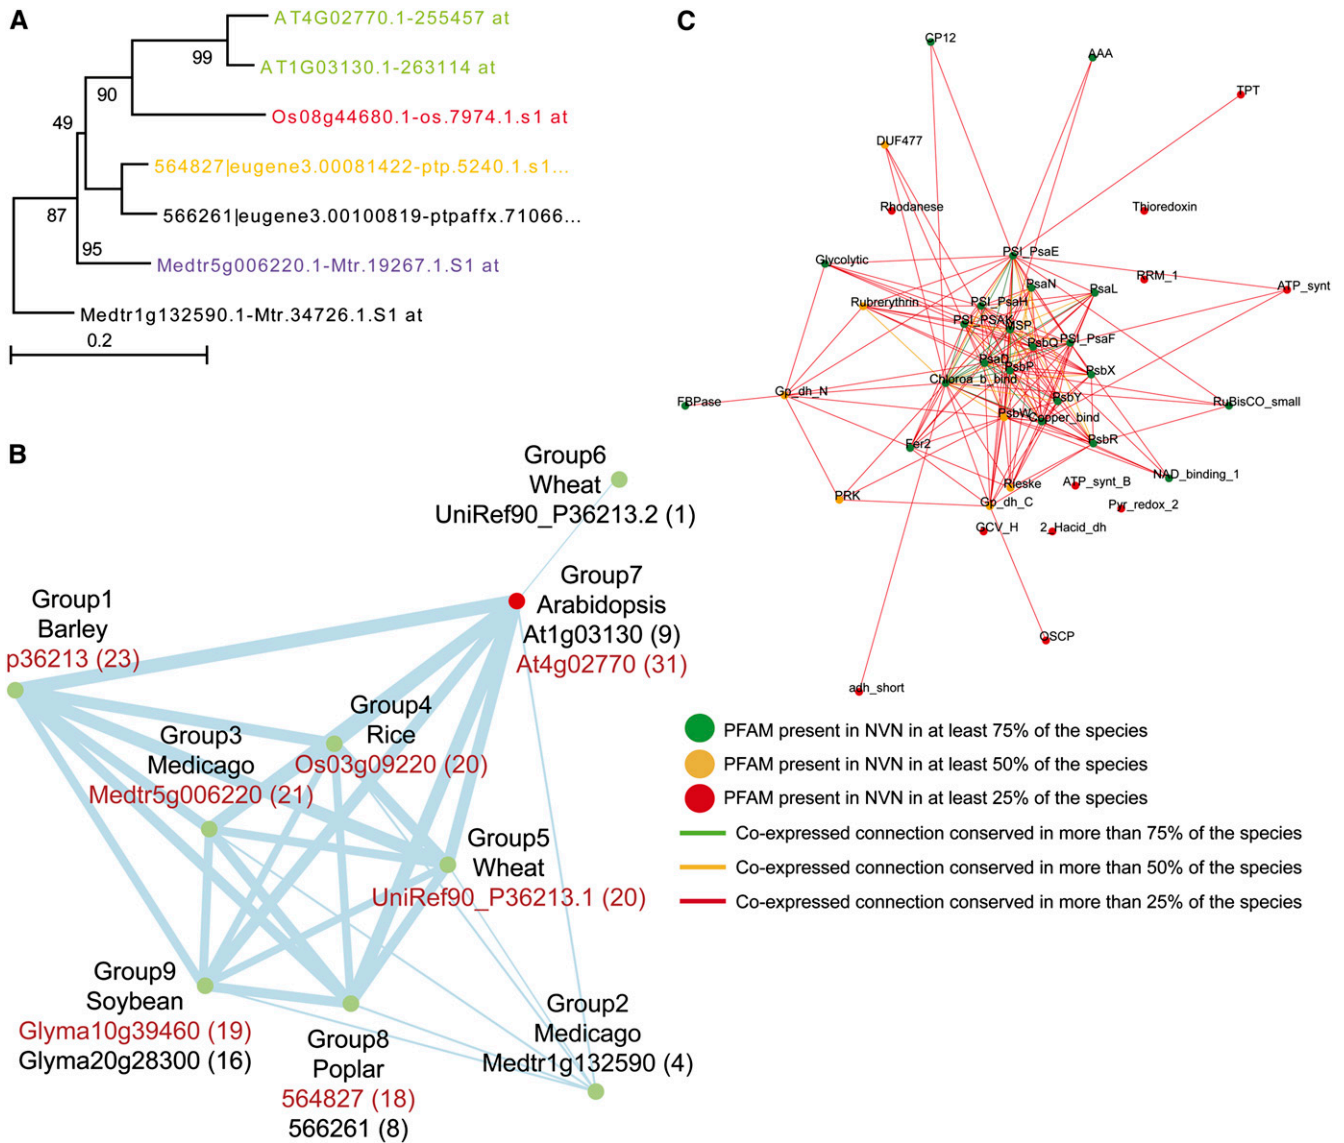 A
AT4G02770.1-255457 at
AT1G03130.1-263114 at
Os08g44680.1-os.7974.1.s1 at
564827|eugene3.00081422-ptp.5240.1.s1...
566261|eugene3.00100819-ptpaffx.71066...
Medtr5g006220.1-Mtr.19267.1.S1 at
Medtr1g132590.1-Mtr.34726.1.S1 at
99
90
49
87
95
0.2
B
Group6
Wheat
UniRef90_P36213.2 (1)
Group7
Arabidopsis
At1g03130 (9)
At4g02770 (31)
Group1
Barley
p36213 (23)
Group4
Rice
Os03g09220 (20)
Group3
Medicago
Medtr5g006220 (21)
Group5
Wheat
UniRef90_P36213.1 (20)
Group9
Soybean
Glyma10g39460 (19)
Glyma20g28300 (16)
Group8
Poplar
564827 (18)
566261 (8)
Group2
Medicago
Medtr1g132590 (4)
C
CP12
AAA
TPT
DUF477
Rhodanese
Thioredoxin
Glycolytic
PSI_PsaE
RRM_1
ATP_synt
PsaN
PsaL
Rubrerythrin
PSI_PsaH
PSI_PSAK
MSP
PsbQ
PSI_PsaF
PsaD
PsbP
PsbX
Chloroa_b_bind
Gp_dh_N
FBPase
PsbY
RuBisCO_small
PsbW
Copper_bind
Fer2
PsbR
NAD_binding_1
Rieske
ATP_synt_B
PRK
Gp_dh_C
Pyr_redox_2
GCV_H
2_Hacid_dh
OSCP
adh_short
PFAM present in NVN in at least 75% of the species
PFAM present in NVN in at least 50% of the species
PFAM present in NVN in at least 25% of the species
Co-expressed connection conserved in more than 75% of the species
Co-expressed connection conserved in more than 50% of the species
Co-expressed connection conserved in more than 25% of the species